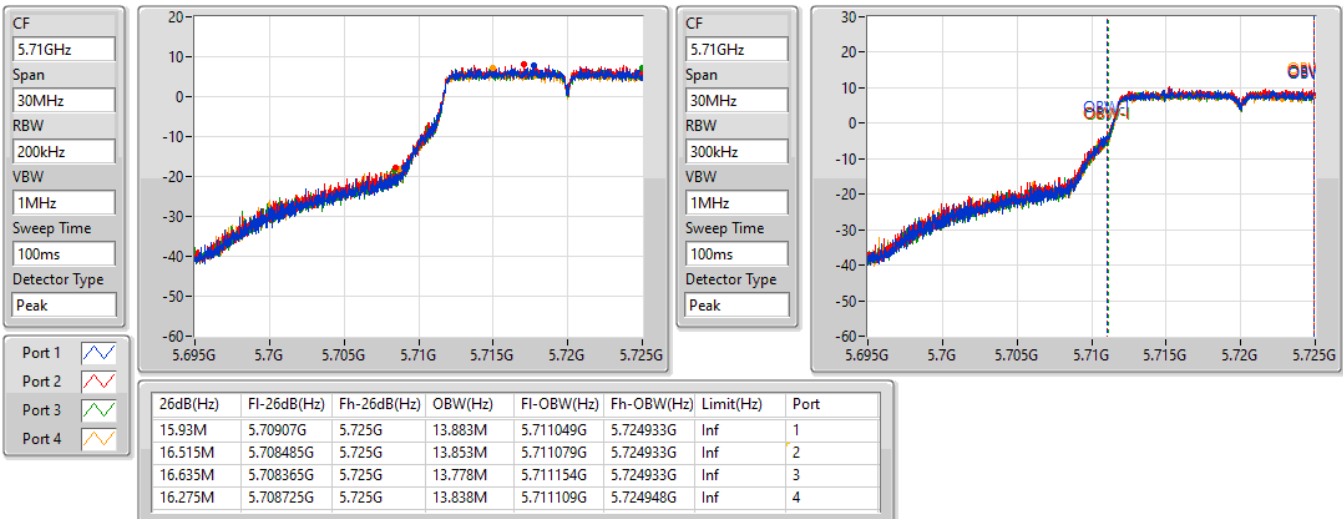 CF
5.71GHz
Span
30MHz
RBW
200kHz
VBW
1MHz
Sweep Time
100ms
Detector Type
Peak
20-
10-
0-
-10-
-20-
-30-
-40-
-50-
-60-
5.695G 5.7G 5.705G 5.71G 5.715G 5.72G 5.725G
CF
5.71GHz
Span
30MHz
RBW
300kHz
VBW
1MHz
Sweep Time
100ms
Detector Type
Peak
30-
20-
10-
0-
-10-
-20-
-30-
-40-
-50-
-60-
5.695G 5.7G 5.705G 5.71G 5.715G 5.72G 5.725G
OBW-l
OBV
Port 1
Port 2
Port 3
Port 4
26dB(Hz) Fl-26dB(Hz) Fh-26dB(Hz) OBW(Hz) Fl-OBW(Hz) Fh-OBW(Hz) Limit(Hz) Port
15.93M 5.70907G 5.725G 13.883M 5.711049G 5.724933G Inf 1
16.515M 5.708485G 5.725G 13.853M 5.711079G 5.724933G Inf 2
16.635M 5.708365G 5.725G 13.778M 5.711154G 5.724933G Inf 3
16.275M 5.708725G 5.725G 13.838M 5.711109G 5.724948G Inf 4